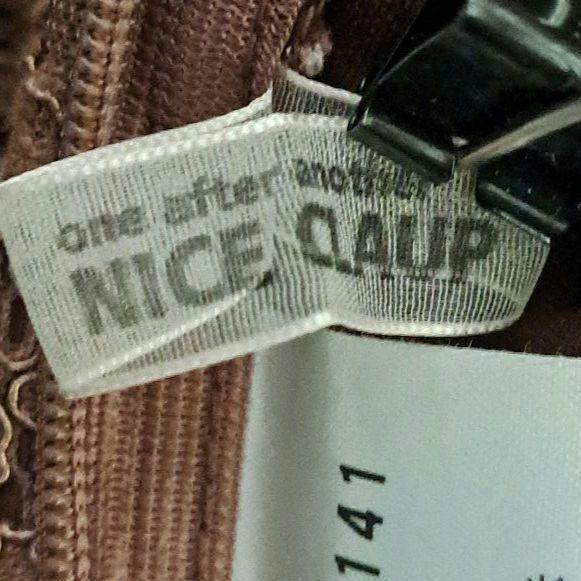 one after another
NICE CLAUP
141